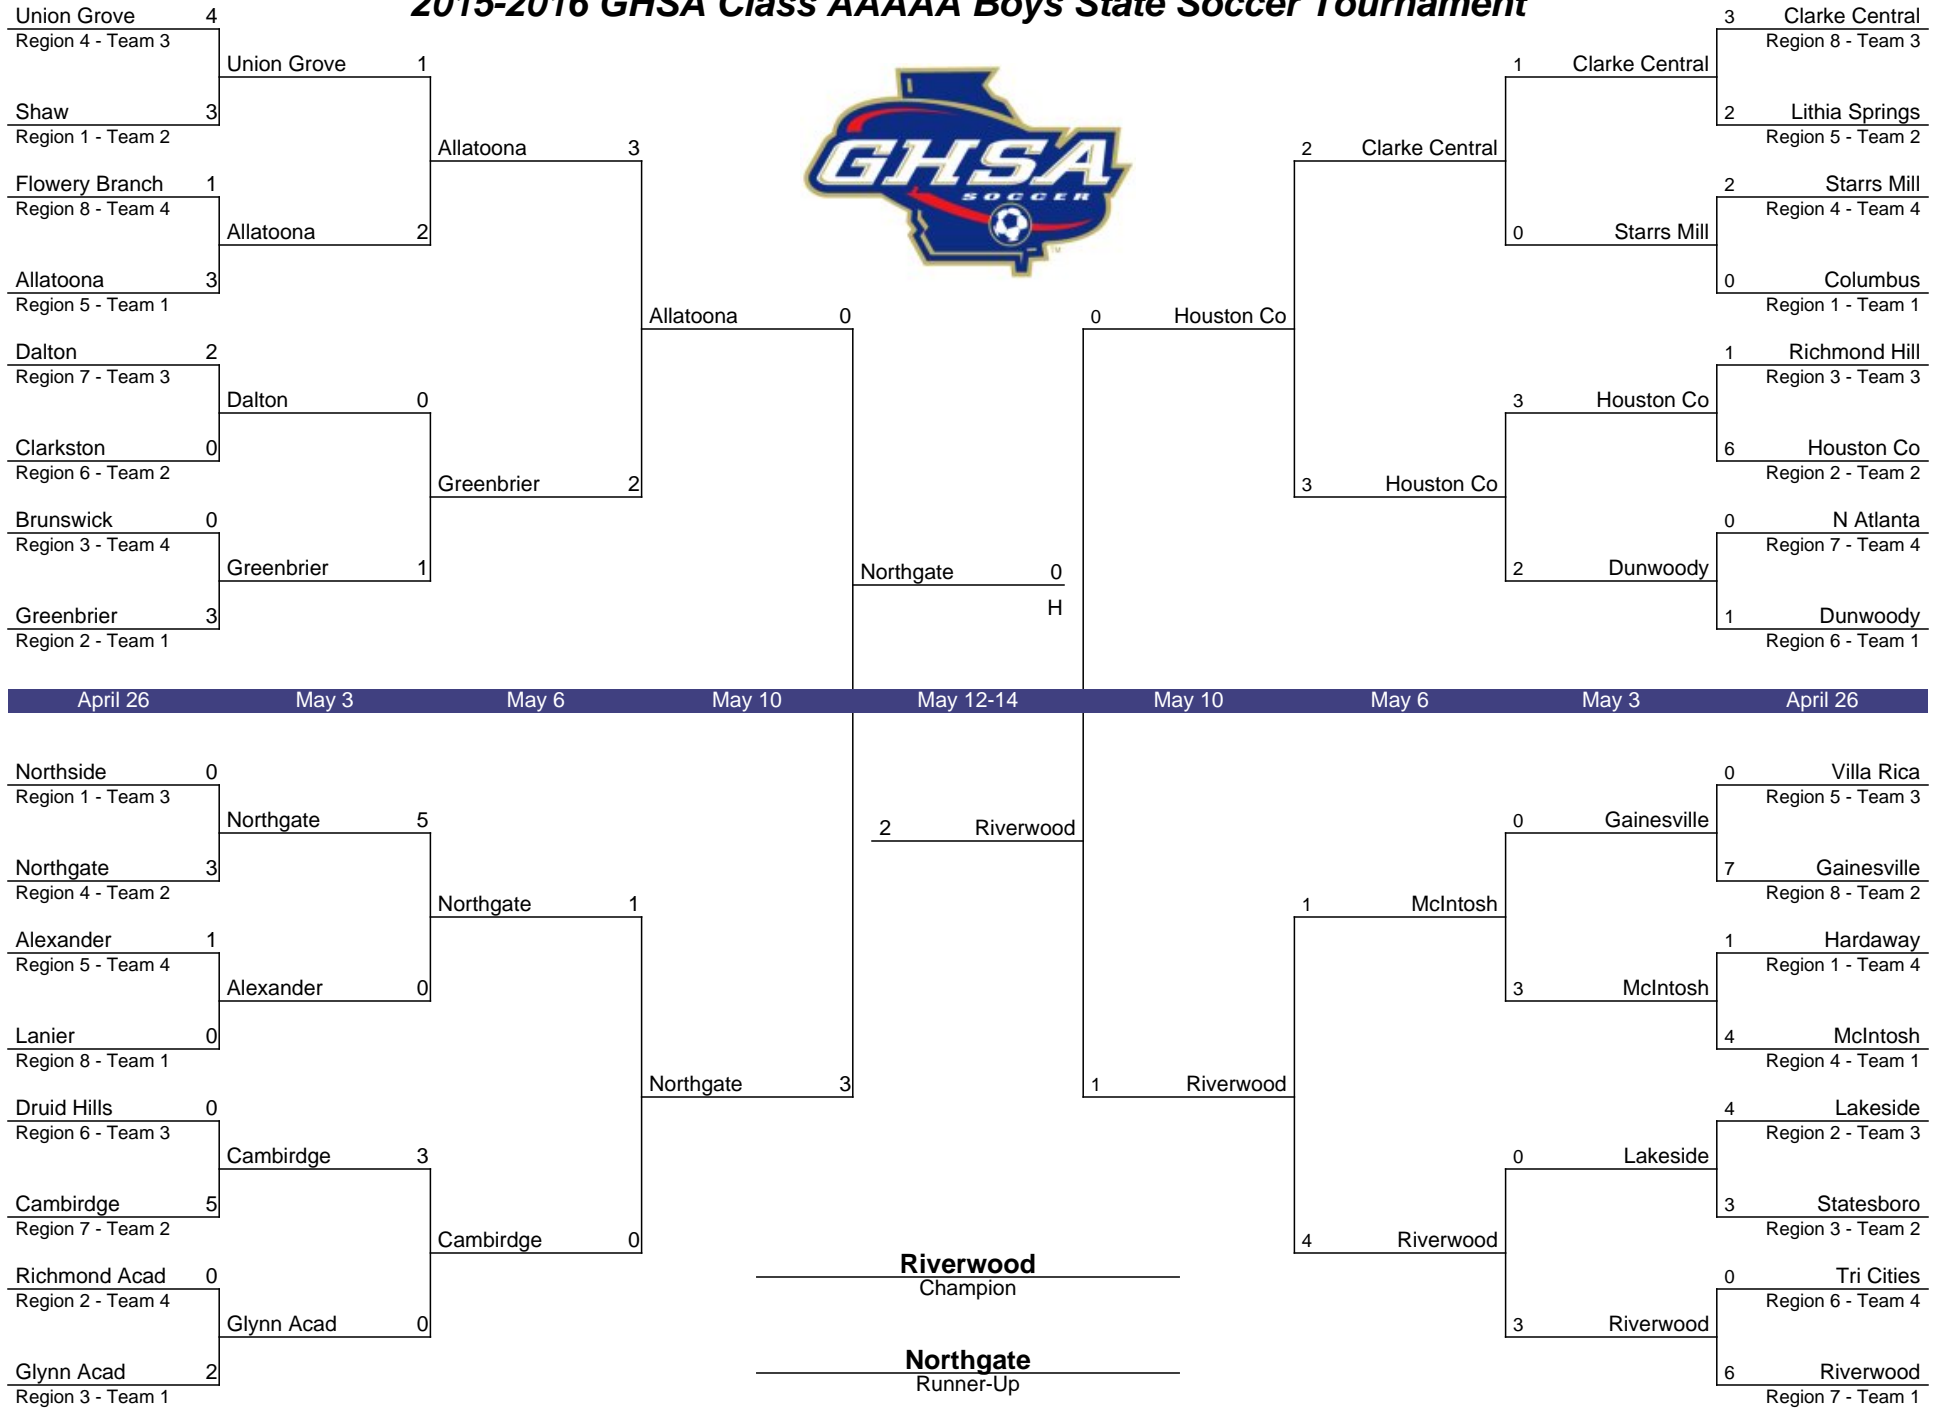 2015-2016 GHSA Class AAAAA Boys State Soccer Tournament
Union Grove 4
Region 4 - Team 3
Shaw 3
Region 1 - Team 2
Flowery Branch 1
Region 8 - Team 4
Allatoona 3
Region 5 - Team 1
Dalton 2
Region 7 - Team 3
Clarkston 0
Region 6 - Team 2
Brunswick 0
Region 3 - Team 4
Greenbrier 3
Region 2 - Team 1
Union Grove 1
Allatoona 2
Dalton 0
Greenbrier 1
Allatoona 3
Greenbrier 2
Allatoona 0
GHSA
SOCCER
TM
Northgate 0
H
0 Houston Co
2 Clarke Central
3 Houston Co
1 Clarke Central
0 Starrs Mill
3 Houston Co
2 Dunwoody
3 Clarke Central
Region 8 - Team 3
2 Lithia Springs
Region 5 - Team 2
2 Starrs Mill
Region 4 - Team 4
0 Columbus
Region 1 - Team 1
1 Richmond Hill
Region 3 - Team 3
6 Houston Co
Region 2 - Team 2
0 N Atlanta
Region 7 - Team 4
1 Dunwoody
Region 6 - Team 1
April 26 May 3 May 6 May 10 May 12-14 May 10 May 6 May 3 April 26
Northside 0
Region 1 - Team 3
Northgate 3
Region 4 - Team 2
Alexander 1
Region 5 - Team 4
Lanier 0
Region 8 - Team 1
Druid Hills 0
Region 6 - Team 3
Cambirdge 5
Region 7 - Team 2
Richmond Acad 0
Region 2 - Team 4
Glynn Acad 2
Region 3 - Team 1
Northgate 5
Alexander 0
Cambirdge 3
Glynn Acad 0
Northgate 1
Cambirdge 0
Northgate 3
2 Riverwood
Riverwood
Champion
Northgate
Runner-Up
1 Riverwood
1 McIntosh
4 Riverwood
0 Gainesville
3 McIntosh
0 Lakeside
3 Riverwood
0 Villa Rica
Region 5 - Team 3
7 Gainesville
Region 8 - Team 2
1 Hardaway
Region 1 - Team 4
4 McIntosh
Region 4 - Team 1
4 Lakeside
Region 2 - Team 3
3 Statesboro
Region 3 - Team 2
0 Tri Cities
Region 6 - Team 4
6 Riverwood
Region 7 - Team 1